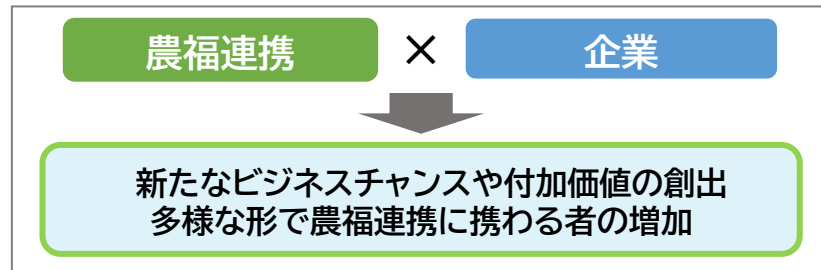 農福連携 × 企業
新たなビジネスチャンスや付加価値の創出
多様な形で農福連携に携わる者の増加